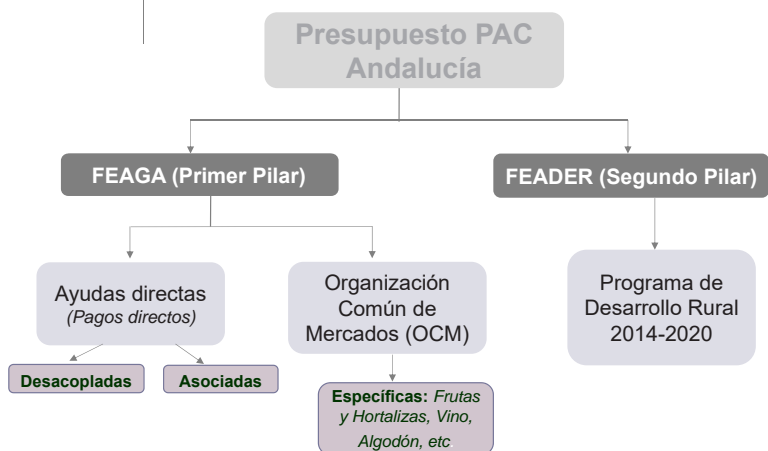 Presupuesto PAC
Andalucía
FEAGA (Primer Pilar)
FEADER (Segundo Pilar)
Ayudas directas
(Pagos directos)
Organización
Común de
Mercados (OCM)
Programa de
Desarrollo Rural
2014-2020
Desacopladas
Asociadas
Específicas: Frutas
y Hortalizas, Vino,
Algodón, etc.